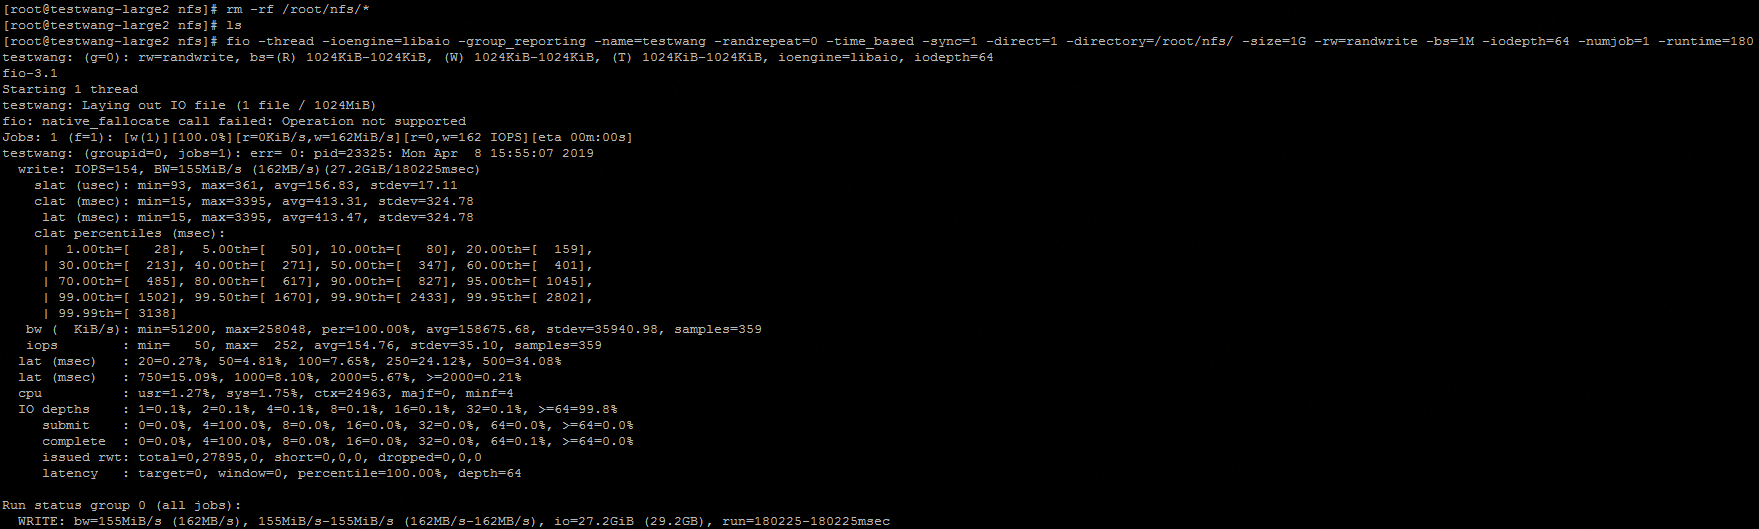 [root@testwang-large2 nfs]# rm -rf /root/nfs/*
[root@testwang-large2 nfs]# ls
[root@testwang-large2 nfs]# fio -thread -ioengine=libaio -group_reporting -name=testwang -randrepeat=0 -time_based -sync=1 -direct=1 -directory=/root/nfs/ -size=1G -rw=randwrite -bs=1M -iodepth=64 -numjob=1 -runtime=180
testwang: (g=0): rw=randwrite, bs=(R) 1024KiB-1024KiB, (W) 1024KiB-1024KiB, (T) 1024KiB-1024KiB, ioengine=libaio, iodepth=64
fio-3.1
Starting 1 thread
testwang: Laying out IO file (1 file / 1024MiB)
fio: native_fallocate call failed: Operation not supported
Jobs: 1 (f=1): [w(1)][100.0%][r=0KiB/s,w=162MiB/s][r=0,w=162 IOPS][eta 00m:00s]
testwang: (groupid=0, jobs=1): err= 0: pid=23325: Mon Apr  8 15:55:07 2019
  write: IOPS=154, BW=155MiB/s (162MB/s)(27.2GiB/180225msec)
    slat (usec): min=93, max=361, avg=156.83, stdev=17.11
    clat (msec): min=15, max=3395, avg=413.31, stdev=324.78
     lat (msec): min=15, max=3395, avg=413.47, stdev=324.78
    clat percentiles (msec):
     |  1.00th=[   28],  5.00th=[   50], 10.00th=[   80], 20.00th=[  159],
     | 30.00th=[  213], 40.00th=[  271], 50.00th=[  347], 60.00th=[  401],
     | 70.00th=[  485], 80.00th=[  617], 90.00th=[  827], 95.00th=[ 1045],
     | 99.00th=[ 1502], 99.50th=[ 1670], 99.90th=[ 2433], 99.95th=[ 2802],
     | 99.99th=[ 3138]
   bw (  KiB/s): min=51200, max=258048, per=100.00%, avg=158675.68, stdev=35940.98, samples=359
   iops        : min=   50, max=  252, avg=154.76, stdev=35.10, samples=359
  lat (msec)   : 20=0.27%, 50=4.81%, 100=7.65%, 250=24.12%, 500=34.08%
  lat (msec)   : 750=15.09%, 1000=8.10%, 2000=5.67%, >=2000=0.21%
  cpu          : usr=1.27%, sys=1.75%, ctx=24963, majf=0, minf=4
  IO depths    : 1=0.1%, 2=0.1%, 4=0.1%, 8=0.1%, 16=0.1%, 32=0.1%, >=64=99.8%
     submit    : 0=0.0%, 4=100.0%, 8=0.0%, 16=0.0%, 32=0.0%, 64=0.0%, >=64=0.0%
     complete  : 0=0.0%, 4=100.0%, 8=0.0%, 16=0.0%, 32=0.0%, 64=0.1%, >=64=0.0%
     issued rwt: total=0,27895,0, short=0,0,0, dropped=0,0,0
     latency   : target=0, window=0, percentile=100.00%, depth=64
Run status group 0 (all jobs):
  WRITE: bw=155MiB/s (162MB/s), 155MiB/s-155MiB/s (162MB/s-162MB/s), io=27.2GiB (29.2GB), run=180225-180225msec